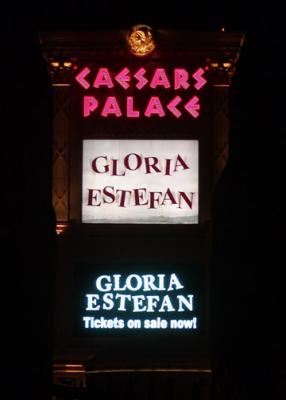 CAESARS
PALACE
GLORIA
ESTEFAN
GLORIA
ESTEFAN
Tickets on sale now!